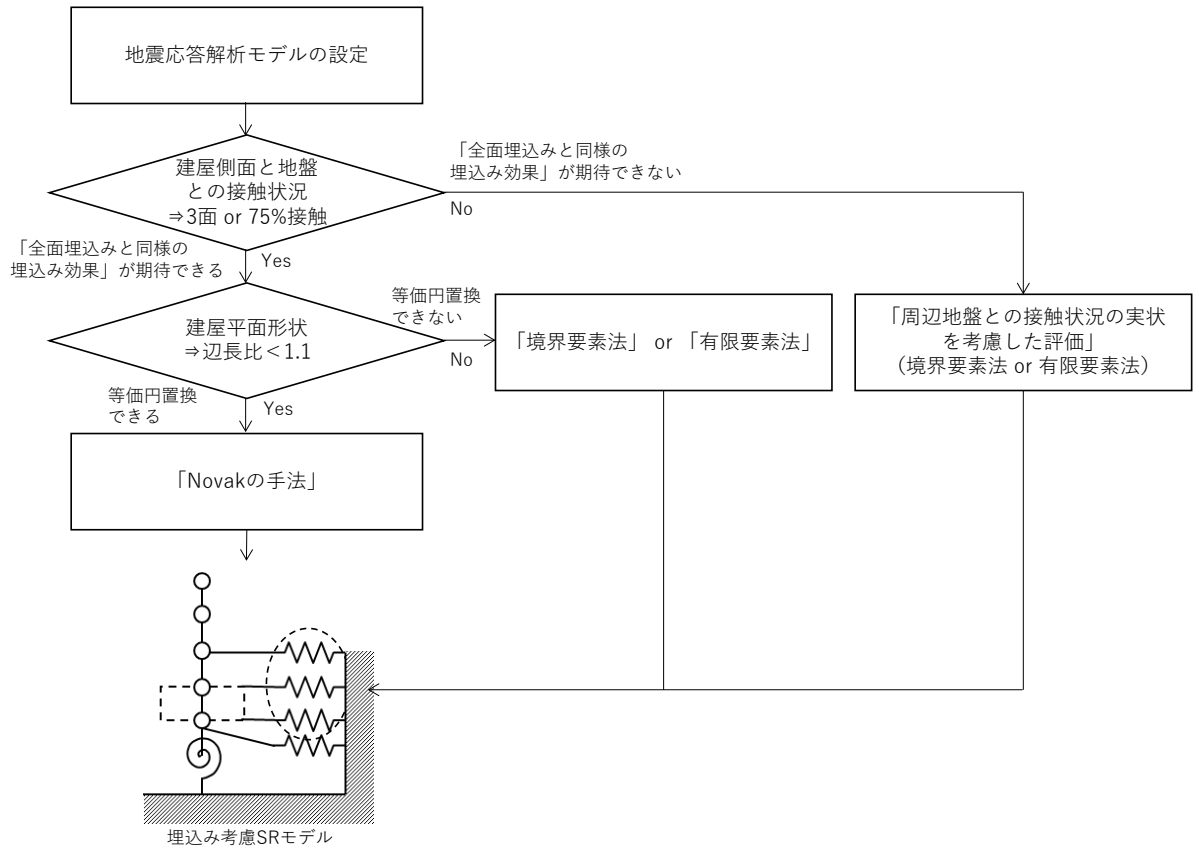 地震応答解析モデルの設定
建屋側面と地盤
との接触状況
⇒3面 or 75%接触
「全面埋込みと同様の
埋込み効果」が期待できない
No
「全面埋込みと同様の
埋込み効果」が期待できる
Yes
建屋平面形状
⇒辺長比<1.1
等価円置換
できない
No
「境界要素法」 or 「有限要素法」
「周辺地盤との接触状況の実状
を考慮した評価」
（境界要素法 or 有限要素法）
等価円置換
できる
Yes
「Novakの手法」
埋込み考慮SRモデル